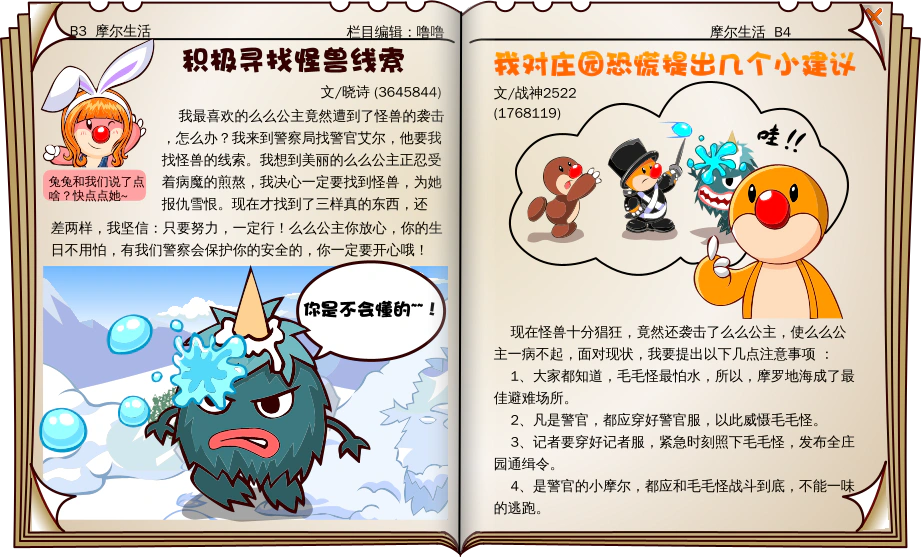 B3 摩尔生活
栏目编辑：噜噜
积极寻找怪兽线索
文/晓诗 (3645844)
我最喜欢的么么公主竟然遭到了怪兽的袭击
，怎么办？我来到警察局找警官艾尔，他要我
找怪兽的线索。我想到美丽的么么公主正忍受
着病魔的煎熬，我决心一定要找到怪兽，为她
报仇雪恨。现在才找到了三样真的东西，还
差两样，我坚信：只要努力，一定行！么么公主你放心，你的生
日不用怕，有我们警察会保护你的安全的，你一定要开心哦！
兔兔和我们说了点
啥？快点点她~
你是不会懂的~~！
摩尔生活 B4
我对庄园恐慌提出几个小建议
文/战神2522
(1768119)
哇!!
现在怪兽十分猖狂，竟然还袭击了么么公主，使么么公
主一病不起，面对现状，我要提出以下几点注意事项 ：
1、大家都知道，毛毛怪最怕水，所以，摩罗地海成了最
佳避难场所。
2、凡是警官，都应穿好警官服，以此威慑毛毛怪。
3、记者要穿好记者服，紧急时刻照下毛毛怪，发布全庄
园通缉令。
4、是警官的小摩尔，都应和毛毛怪战斗到底，不能一味
的逃跑。